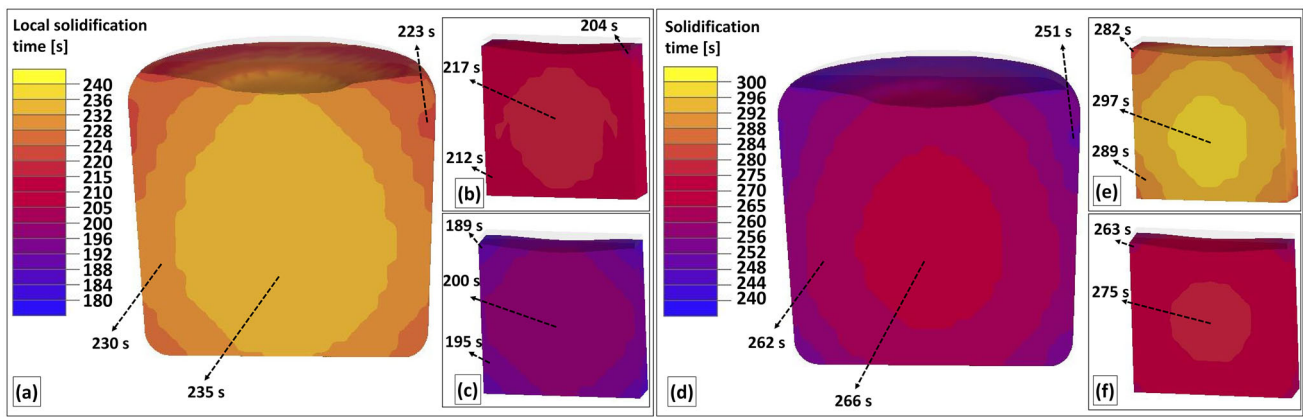 Local solidification
time [s]
240
236
232
228
224
220
215
210
205
200
196
192
188
184
180
223 s
230 s
235 s
(a)
204 s
217 s
212 s
(b)
189 s
200 s
195 s
(c)
Solidification
time [s]
300
296
292
288
284
280
275
270
265
260
256
252
248
244
240
251 s
262 s
266 s
(d)
282 s
297 s
289 s
(e)
263 s
275 s
(f)